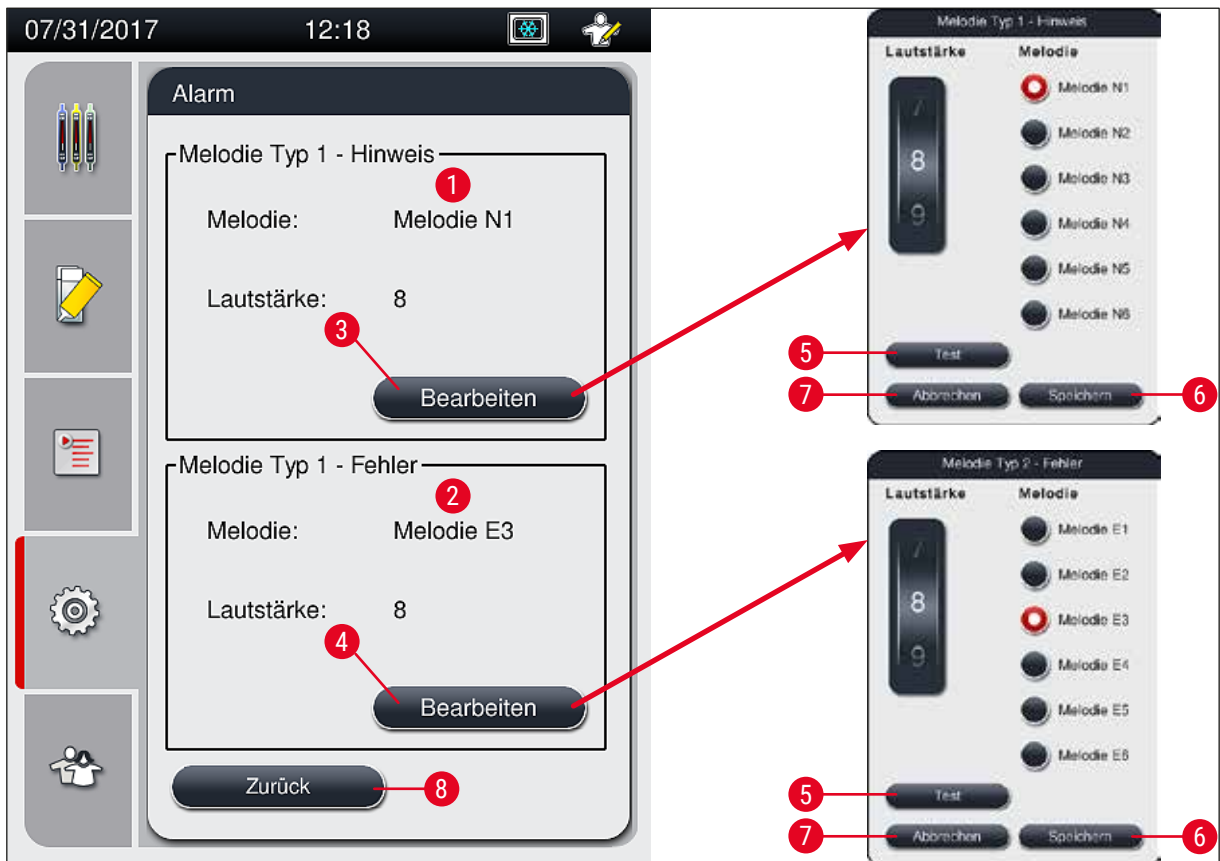 07/31/2017 12:18
Alarm
Melodie Typ 1 - Hinweis
1
Melodie: Melodie N1
Lautstärke: 8
3
Bearbeiten
Melodie Typ 1 - Fehler
2
Melodie: Melodie E3
Lautstärke: 8
4
Bearbeiten
Zurück
8
Melodie Typ 1 - Hinweis
Lautstärke Melodie
7
8
9
Melodie N1
Melodie N2
Melodie N3
Melodie N4
Melodie N5
Melodie N6
5 Test
7 Abbrechen Speichern 6
Melodie Typ 2 - Fehler
Lautstärke Melodie
7
8
9
Melodie E1
Melodie E2
Melodie E3
Melodie E4
Melodie E5
Melodie E6
5 Test
7 Abbrechen Speichern 6